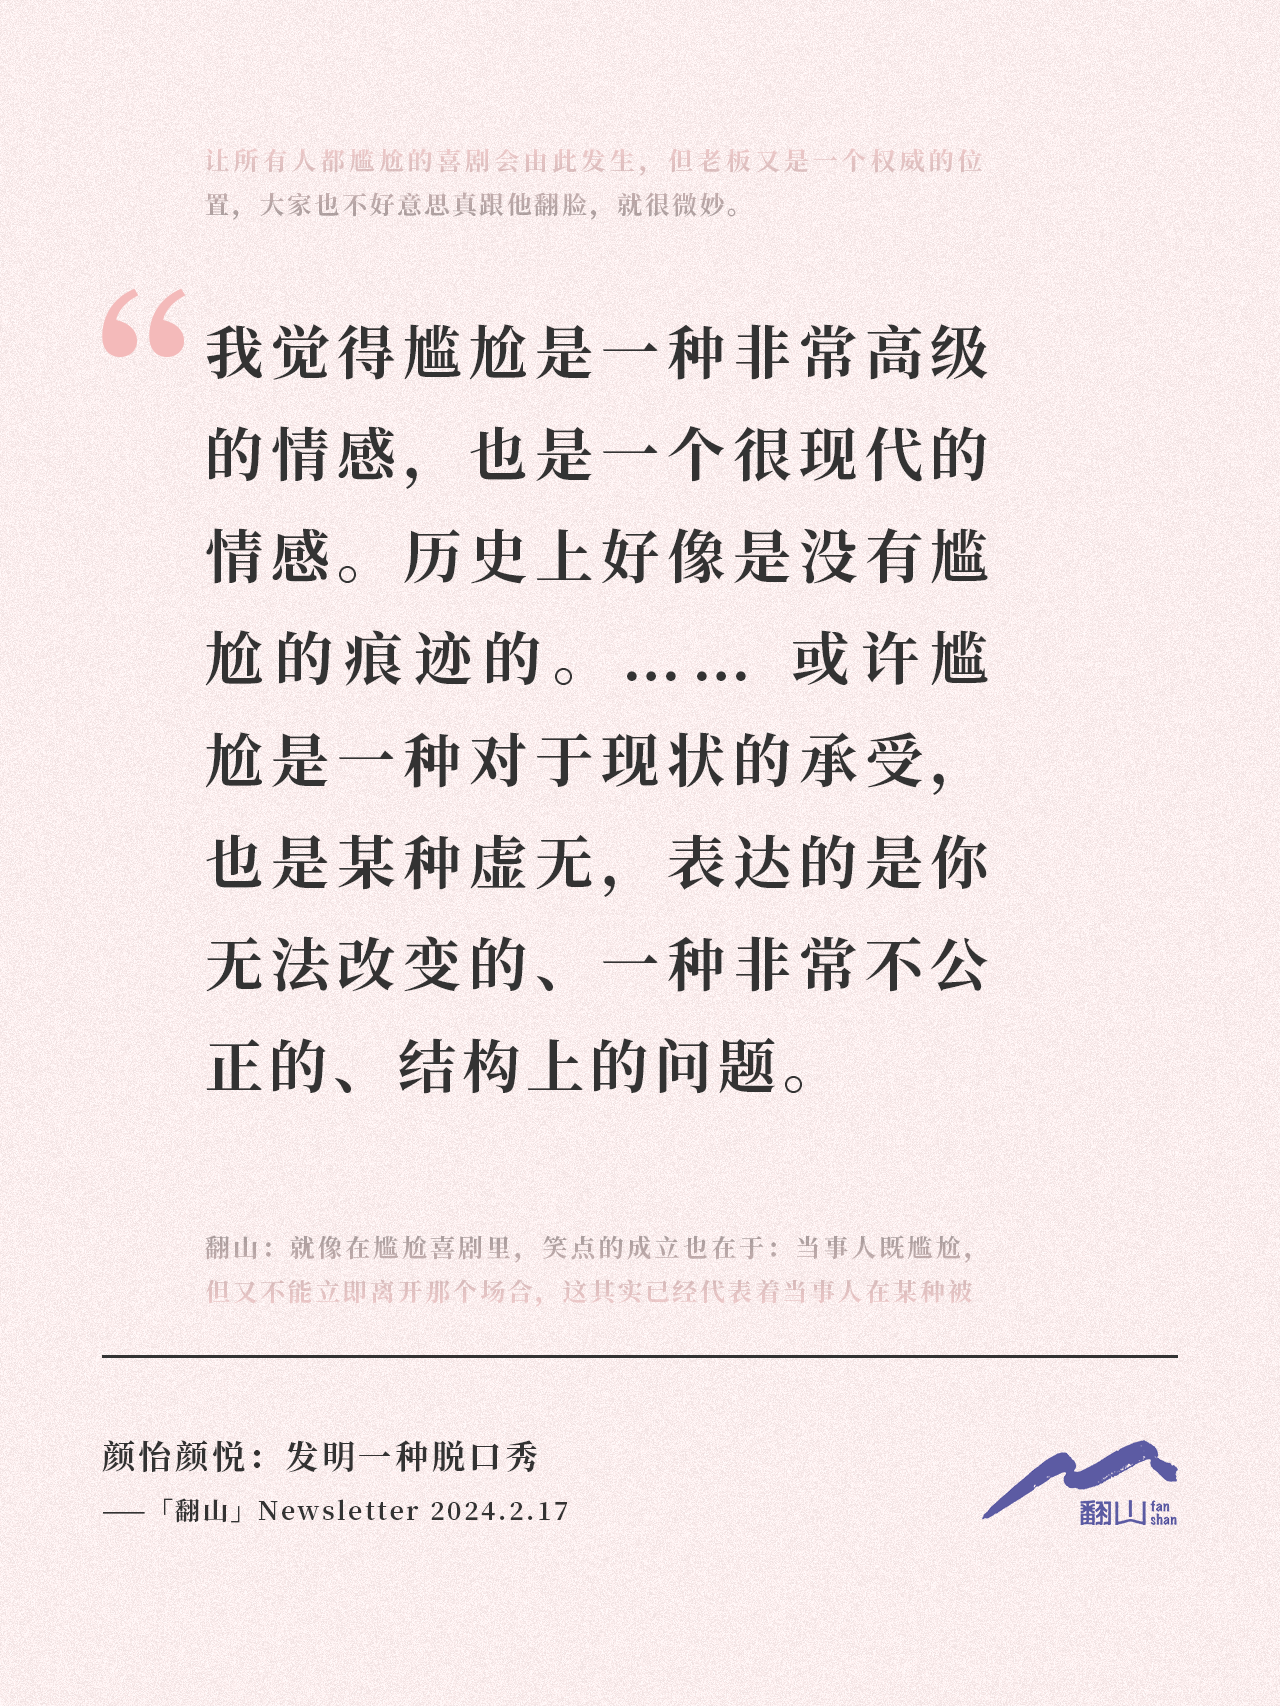 让所有人都尴尬的喜剧会由此发生，但老板又是一个权威的位
置，大家也不好意思真跟他翻脸，就很微妙。
“我觉得尴尬是一种非常高级
的情感，也是一个很现代的
情感。历史上好像是没有尴
尬的痕迹的。…… 或许尴
尬是一种对于现状的承受，
也是某种虚无，表达的是你
无法改变的、一种非常不公
正的、结构上的问题。
翻山：就像在尴尬喜剧里，笑点的成立也在于：当事人既尴尬，
但又不能立即离开那个场合，这其实已经代表着当事人在某种被
颜怡颜悦：发明一种脱口秀
——「翻山」Newsletter 2024.2.17
翻山 fan
shan